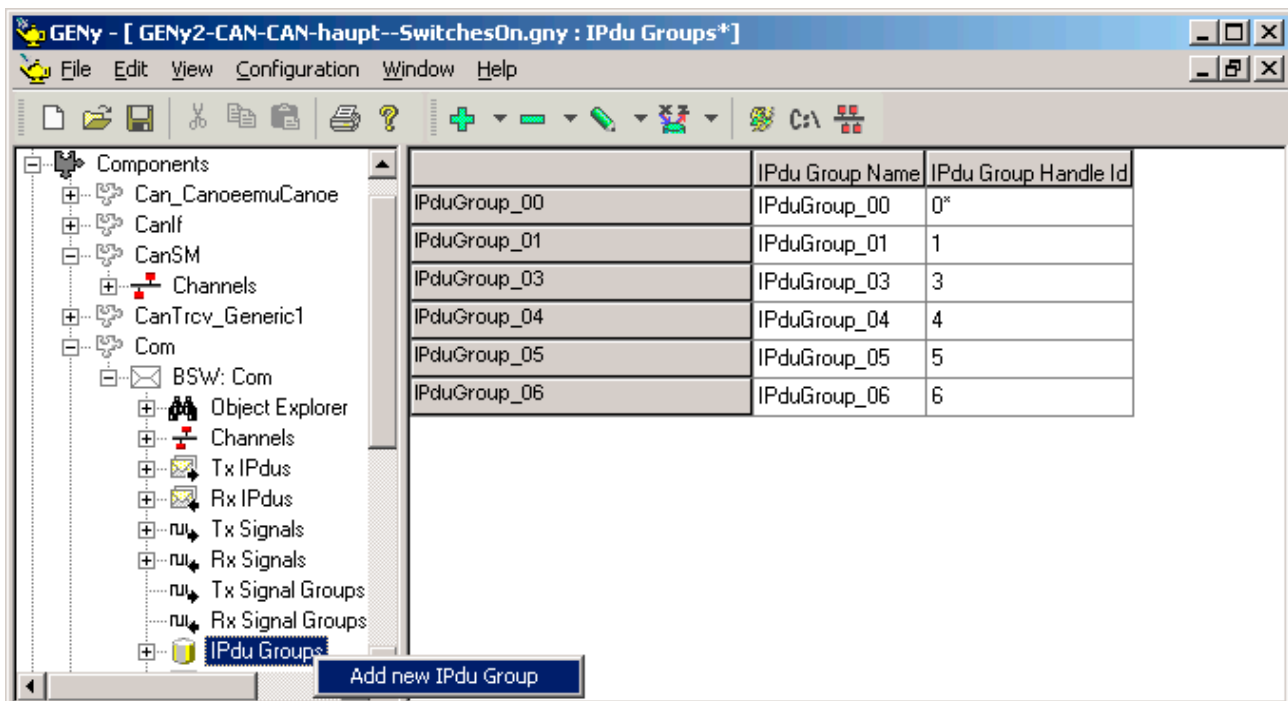 GENy - [ GENy2-CAN-CAN-haupt--SwitchesOn.gny : IPdu Groups*]
File Edit View Configuration Window Help
C:\
Components
Can_CanoeemuCanoe
CanIf
CanSM
Channels
CanTrcv_Generic1
Com
BSW: Com
Object Explorer
Channels
Tx IPdus
Rx IPdus
Tx Signals
Rx Signals
Tx Signal Groups
Rx Signal Groups
IPdu Groups
Add new IPdu Group
IPdu Group Name IPdu Group Handle Id
IPduGroup_00 IPduGroup_00 0*
IPduGroup_01 IPduGroup_01 1
IPduGroup_03 IPduGroup_03 3
IPduGroup_04 IPduGroup_04 4
IPduGroup_05 IPduGroup_05 5
IPduGroup_06 IPduGroup_06 6